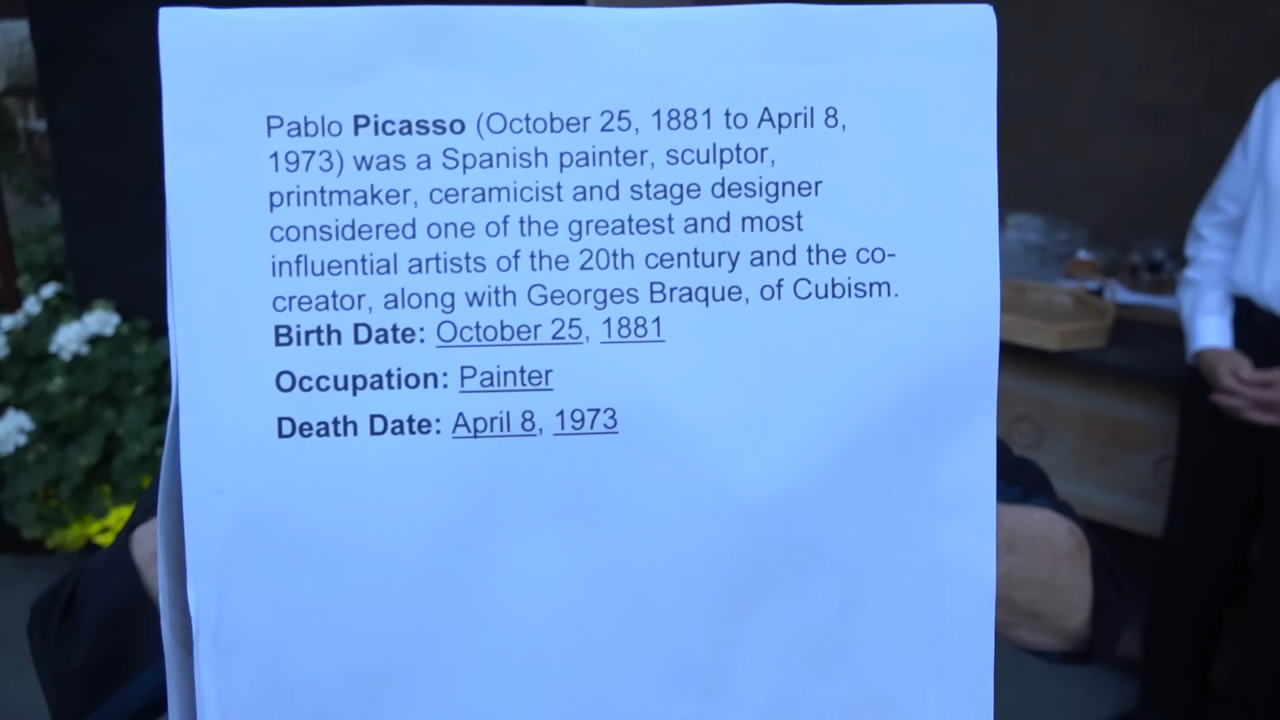 Pablo Picasso (October 25, 1881 to April 8,
1973) was a Spanish painter, sculptor,
printmaker, ceramicist and stage designer
considered one of the greatest and most
influential artists of the 20th century and the co-
creator, along with Georges Braque, of Cubism.
Birth Date: October 25, 1881
Occupation: Painter
Death Date: April 8, 1973